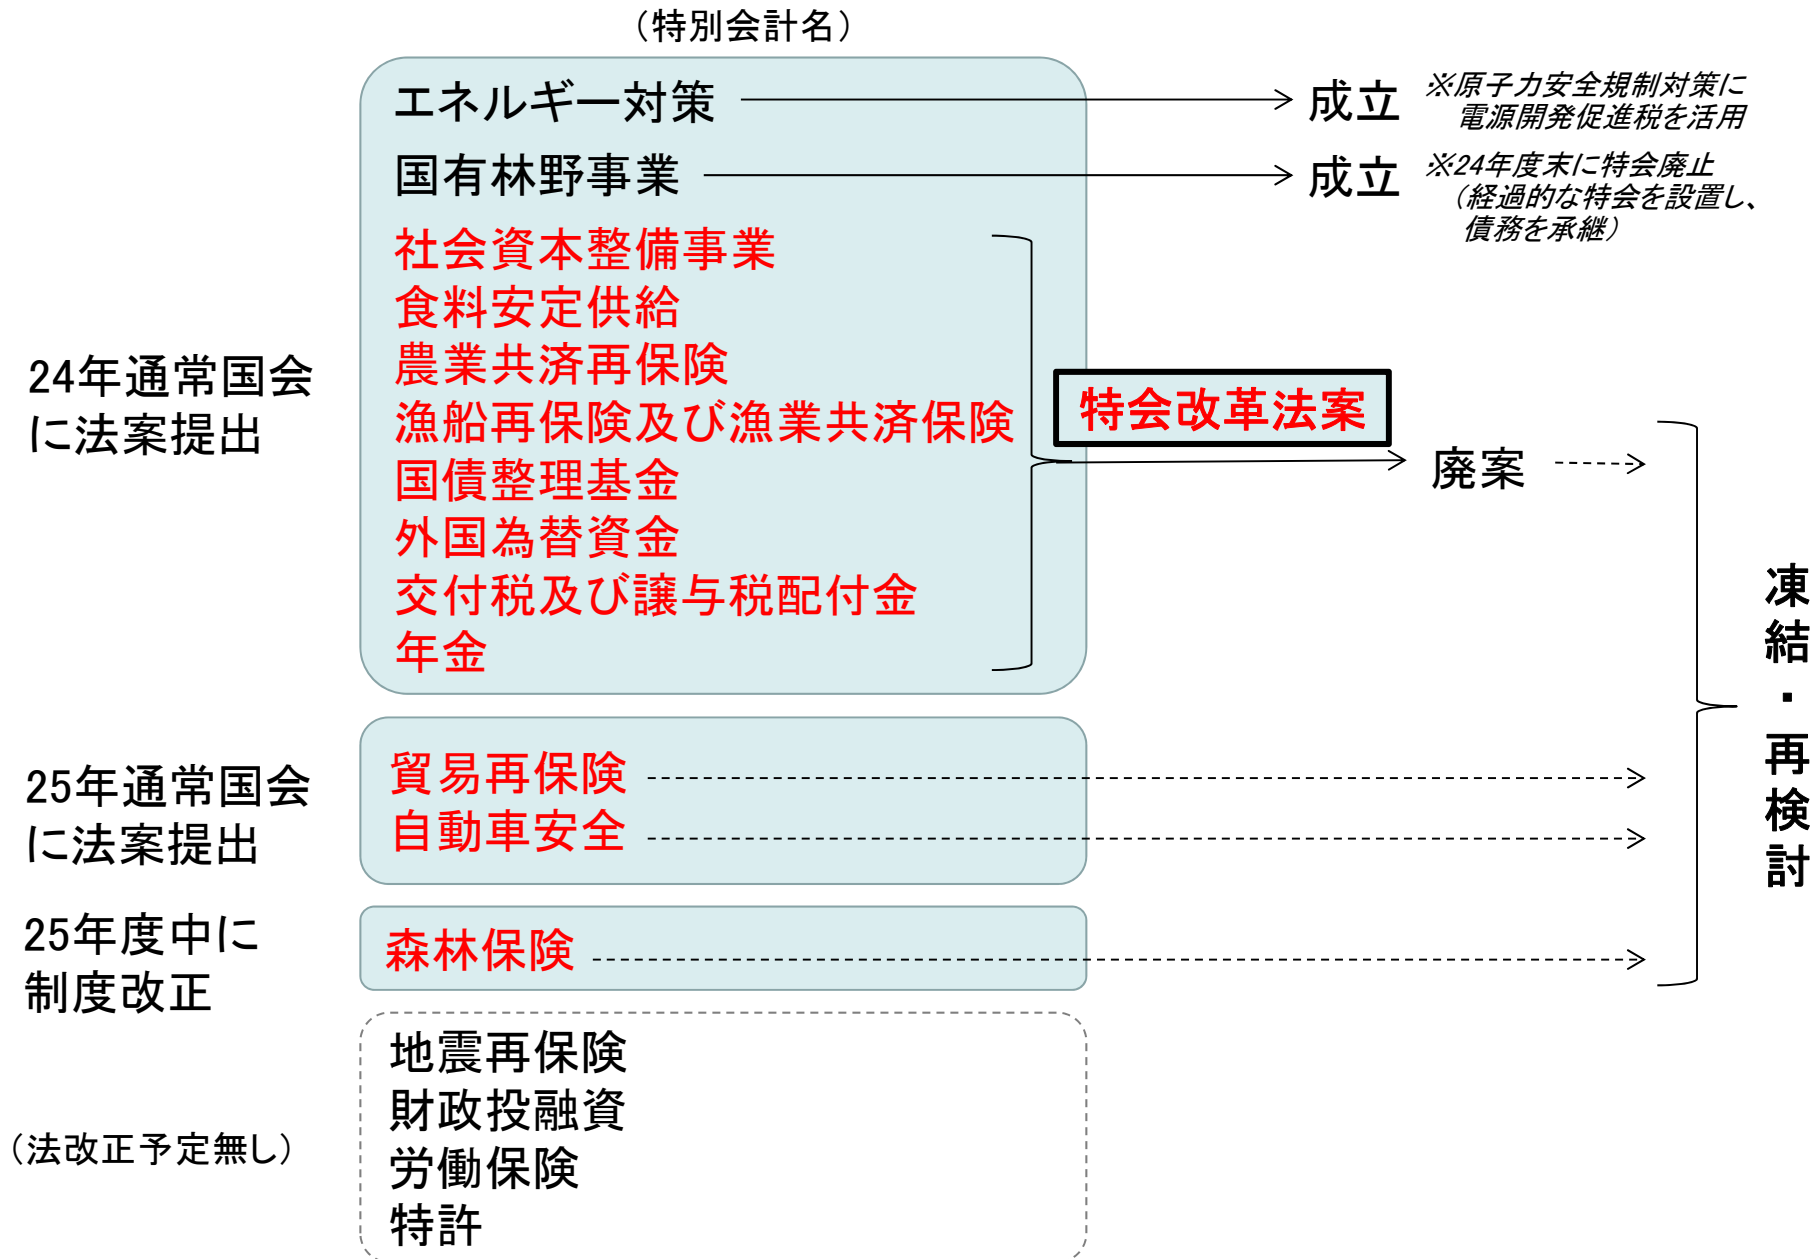 （特別会計名）
エネルギー対策
成立
※原子力安全規制対策に
電源開発促進税を活用
国有林野事業
成立
※24年度末に特会廃止
（経過的な特会を設置し、
債務を承継）
24年通常国会
に法案提出
社会資本整備事業
食料安定供給
農業共済再保険
漁船再保険及び漁業共済保険
国債整理基金
外国為替資金
交付税及び譲与税配付金
年金
特会改革法案
廃案
25年通常国会
に法案提出
貿易再保険
自動車安全
25年度中に
制度改正
森林保険
凍結・再検討
（法改正予定無し）
地震再保険
財政投融資
労働保険
特許